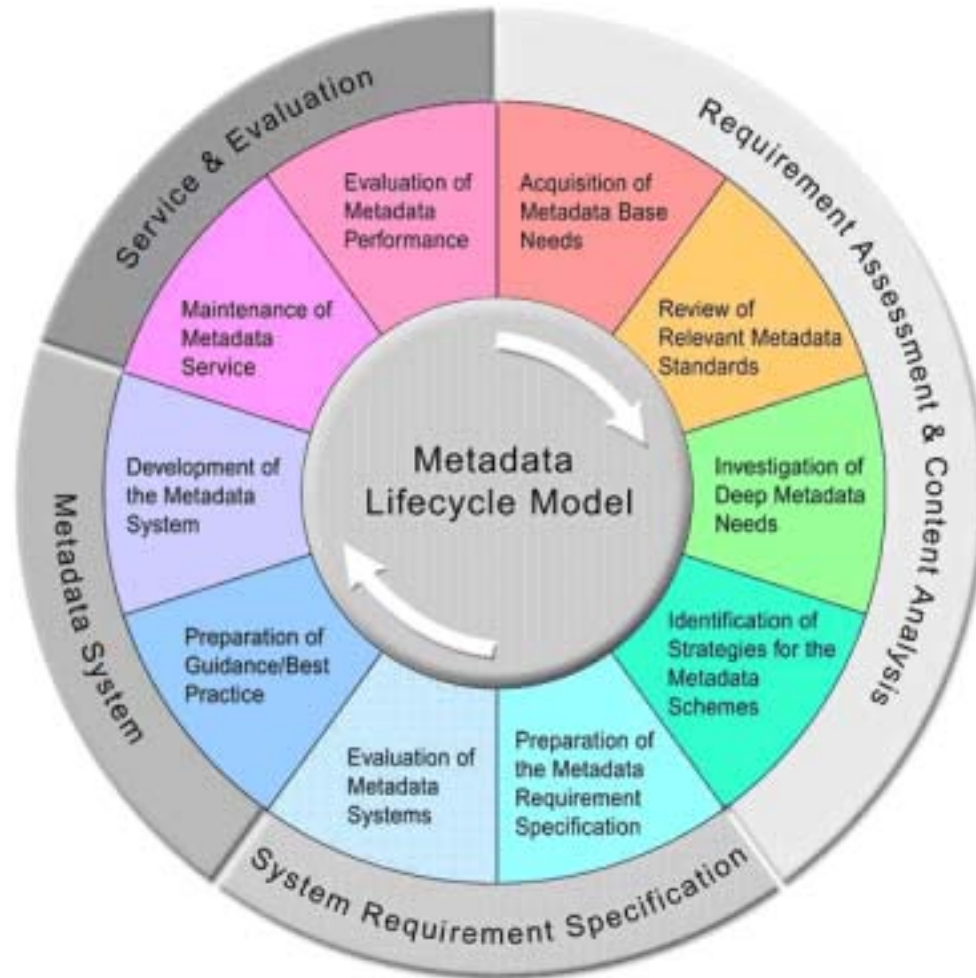 Metadata
Lifecycle Model
Requirement Assessment & Content Analysis
Acquisition of
Metadata Base
Needs
Review of
Relevant Metadata
Standards
Investigation of
Deep Metadata
Needs
Identification of
Strategies for the
Metadata
Schemes
System Requirement Specification
Preparation of
the Metadata
Requirement
Specification
Evaluation of
Metadata
Systems
Metadata System
Preparation of
Guidance/Best
Practice
Development of
the Metadata
System
Service & Evaluation
Maintenance of
Metadata
Service
Evaluation of
Metadata
Performance